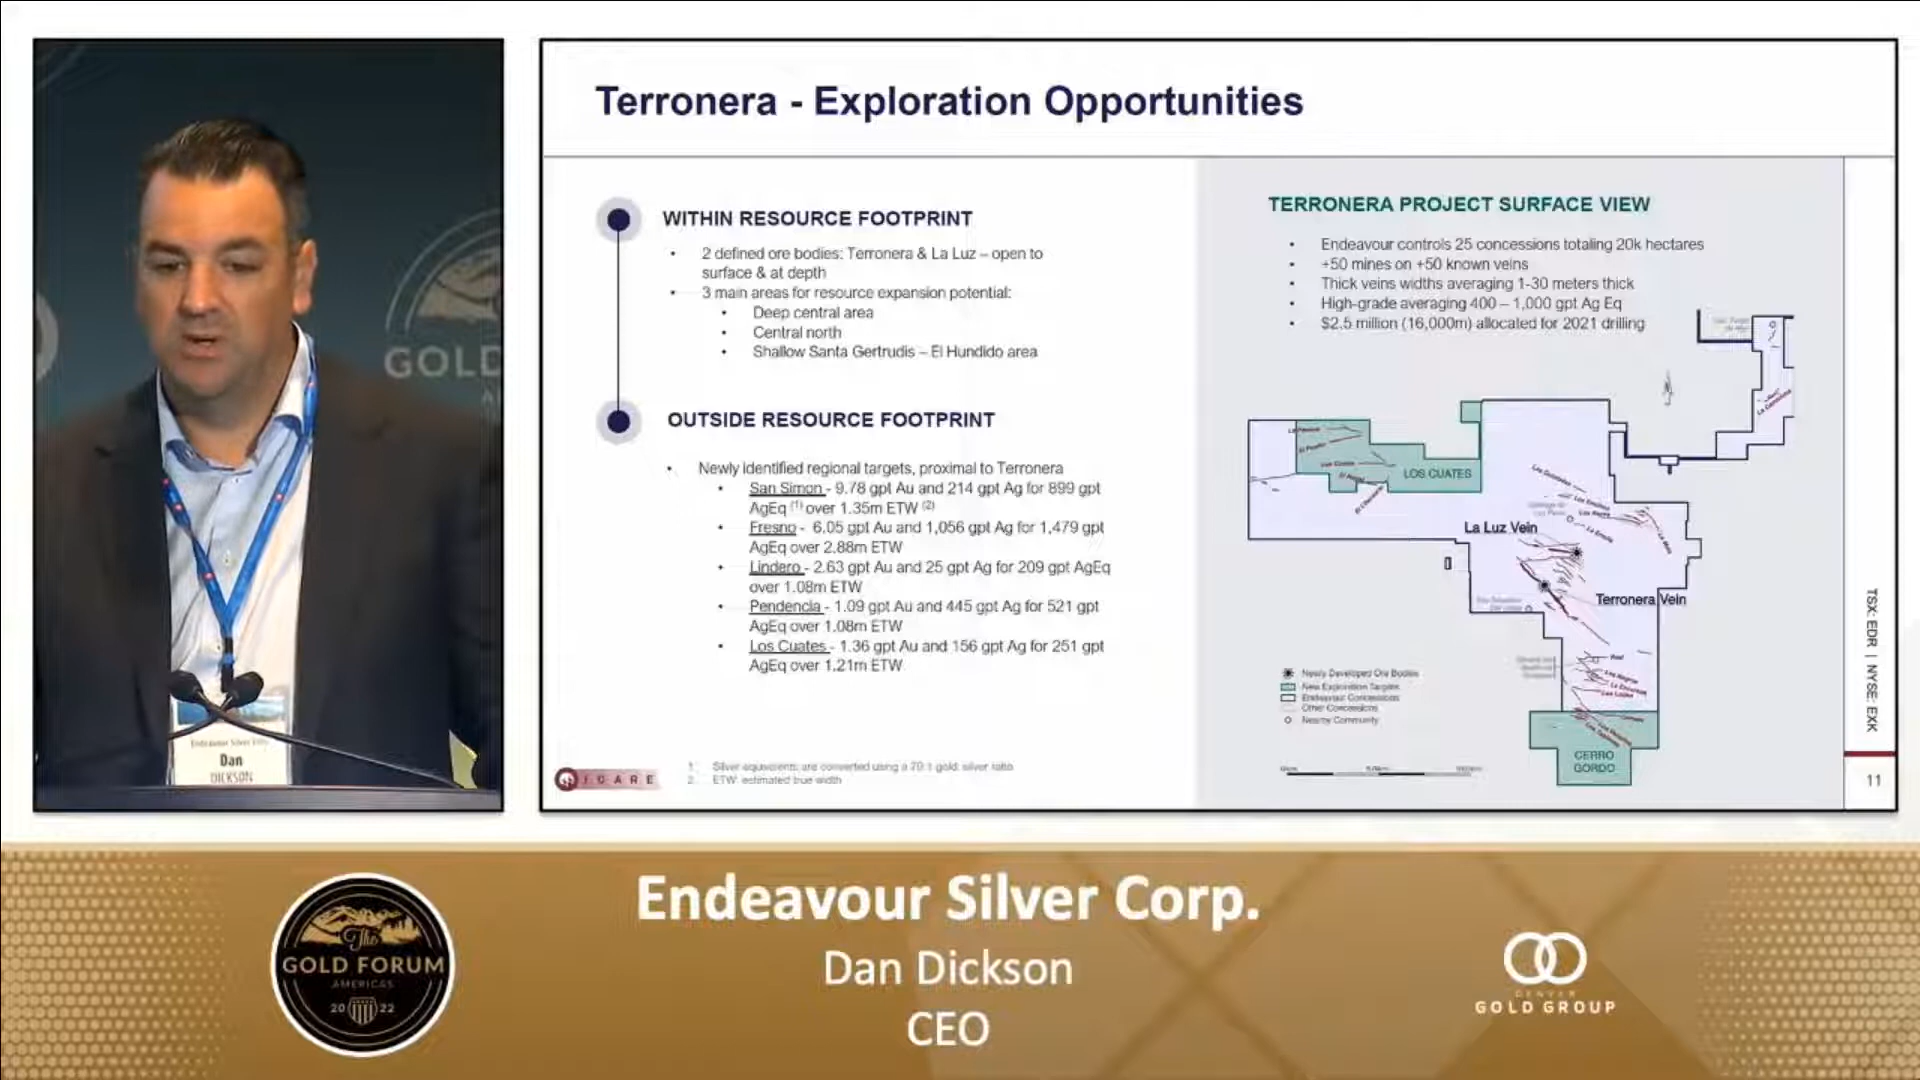 Terronera - Exploration Opportunities
WITHIN RESOURCE FOOTPRINT
• 2 defined ore bodies: Terronera & La Luz – open to
surface & at depth
• 3 main areas for resource expansion potential:
• Deep central area
• Central north
• Shallow Santa Gertrudis – El Hundido area
OUTSIDE RESOURCE FOOTPRINT
• Newly identified regional targets, proximal to Terronera
• San Simon - 9.78 gpt Au and 214 gpt Ag for 899 gpt
AgEq (1) over 1.35m ETW (2)
• Fresno - 6.05 gpt Au and 1,056 gpt Ag for 1,479 gpt
AgEq over 2.88m ETW
• Lindero - 2.63 gpt Au and 25 gpt Ag for 209 gpt AgEq
over 1.08m ETW
• Pendencia - 1.09 gpt Au and 445 gpt Ag for 521 gpt
AgEq over 1.08m ETW
• Los Cuates - 1.36 gpt Au and 156 gpt Ag for 251 gpt
AgEq over 1.21m ETW
1. Silver equivalents are converted using a 70:1 gold:silver ratio
2. ETW: estimated true width
I CARE
TERRONERA PROJECT SURFACE VIEW
• Endeavour controls 25 concessions totaling 20k hectares
• +50 mines on +50 known veins
• Thick veins widths averaging 1-30 meters thick
• High-grade averaging 400 – 1,000 gpt Ag Eq
• $2.5 million (16,000m) allocated for 2021 drilling
LOS CUATES
La Luz Vein
Terronera Vein
Real
Newly Developed Ore Bodies
New Exploration Targets
Endeavour Concessions
Other Concessions
Nearby Community
CERRO
GORDO
TSX: EDR | NYSE: EXK
11
GOLD
Endeavour Silver Corp
Dan
DICKSON
Endeavour Silver Corp.
Dan Dickson
CEO
The
GOLD FORUM
AMERICAS
20 22
DENVER
GOLD GROUP